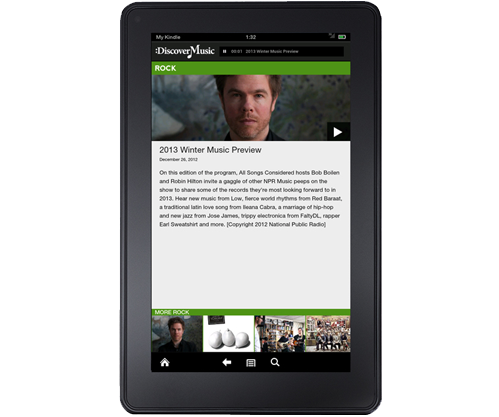 My Kindle 1:32
:DiscoverMusic 00:01 2013 Winter Music Preview
ROCK
2013 Winter Music Preview
December 26, 2012
On this edition of the program, All Songs Considered hosts Bob Boilen
and Robin Hilton invite a gaggle of other NPR Music peeps on the
show to share some of the records they're most looking forward to in
2013. Hear new music from Low, fierce world rhythms from Red Baraat,
a traditional latin love song from Ileana Cabra, a marriage of hip-hop
and new jazz from Jose James, trippy electronica from FaltyDL, rapper
Earl Sweatshirt and more. [Copyright 2012 National Public Radio]
MORE ROCK